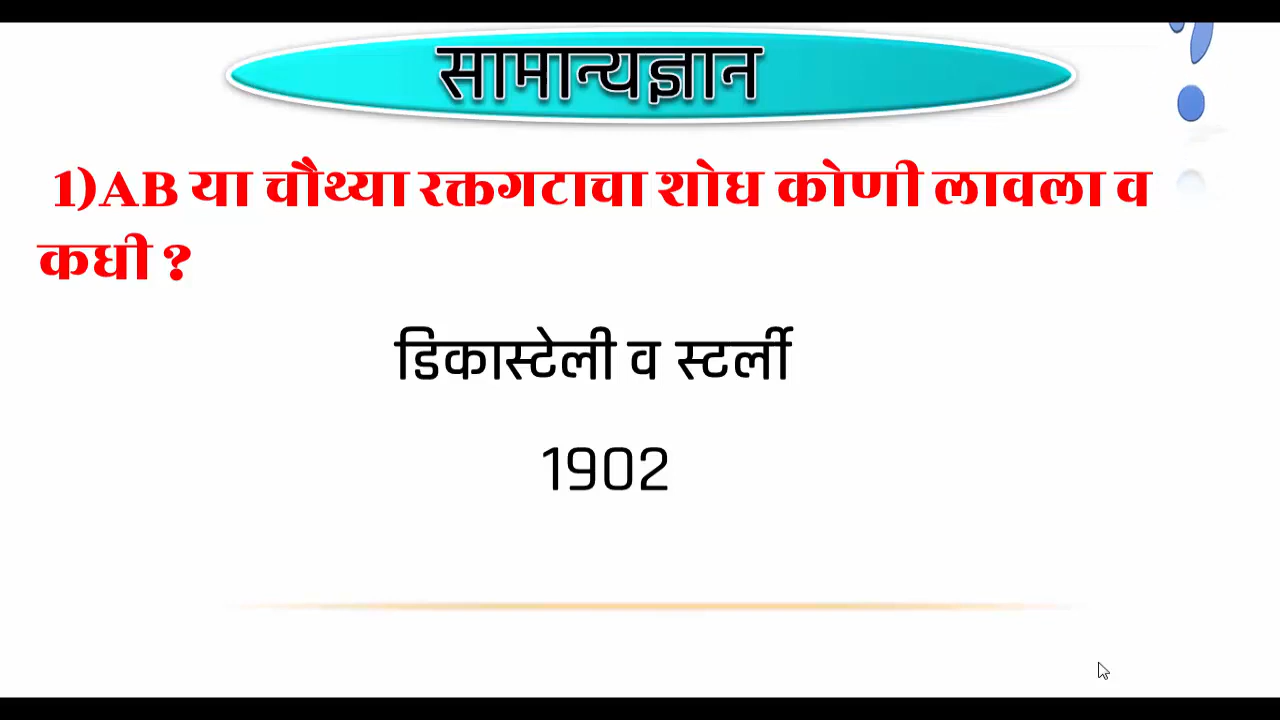 सामान्यज्ञान
1)AB या चौथ्या रक्तगटाचा शोध कोणी लावला व
कधी ?
डिकास्टेली व स्टर्ली
1902